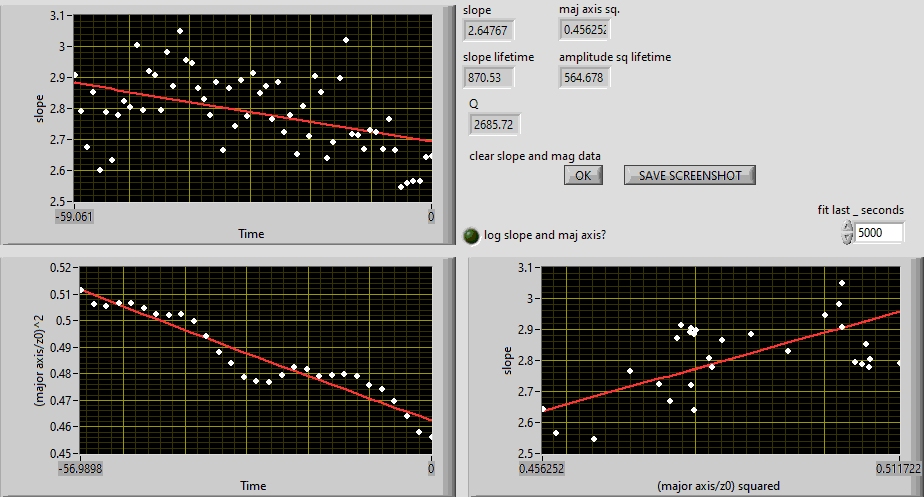 slope
maj axis sq.
2.64767
0.456252
slope lifetime
amplitude sq lifetime
870.53
564.678
Q
2685.72
clear slope and mag data
OK
SAVE SCREENSHOT
fit last _ seconds
5000
log slope and maj axis?
3.1
3
2.9
2.8
2.7
2.6
2.5
slope
-59.061
0
Time
0.52
0.51
0.5
0.49
0.48
0.47
0.46
0.45
(major axis/z0)^2
-56.9898
0
Time
3.1
3
2.9
2.8
2.7
2.6
2.5
slope
0.456252
0.511722
(major axis/z0) squared